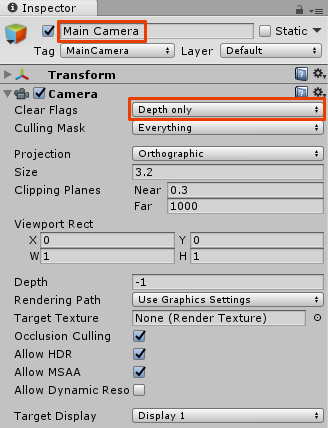 Inspector
Main Camera Static
Tag MainCamera Layer Default
Transform
Camera
Clear Flags Depth only
Culling Mask Everything
Projection Orthographic
Size 3.2
Clipping Planes Near 0.3
Far 1000
Viewport Rect
X 0 Y 0
W 1 H 1
Depth -1
Rendering Path Use Graphics Settings
Target Texture None (Render Texture)
Occlusion Culling
Allow HDR
Allow MSAA
Allow Dynamic Reso
Target Display Display 1